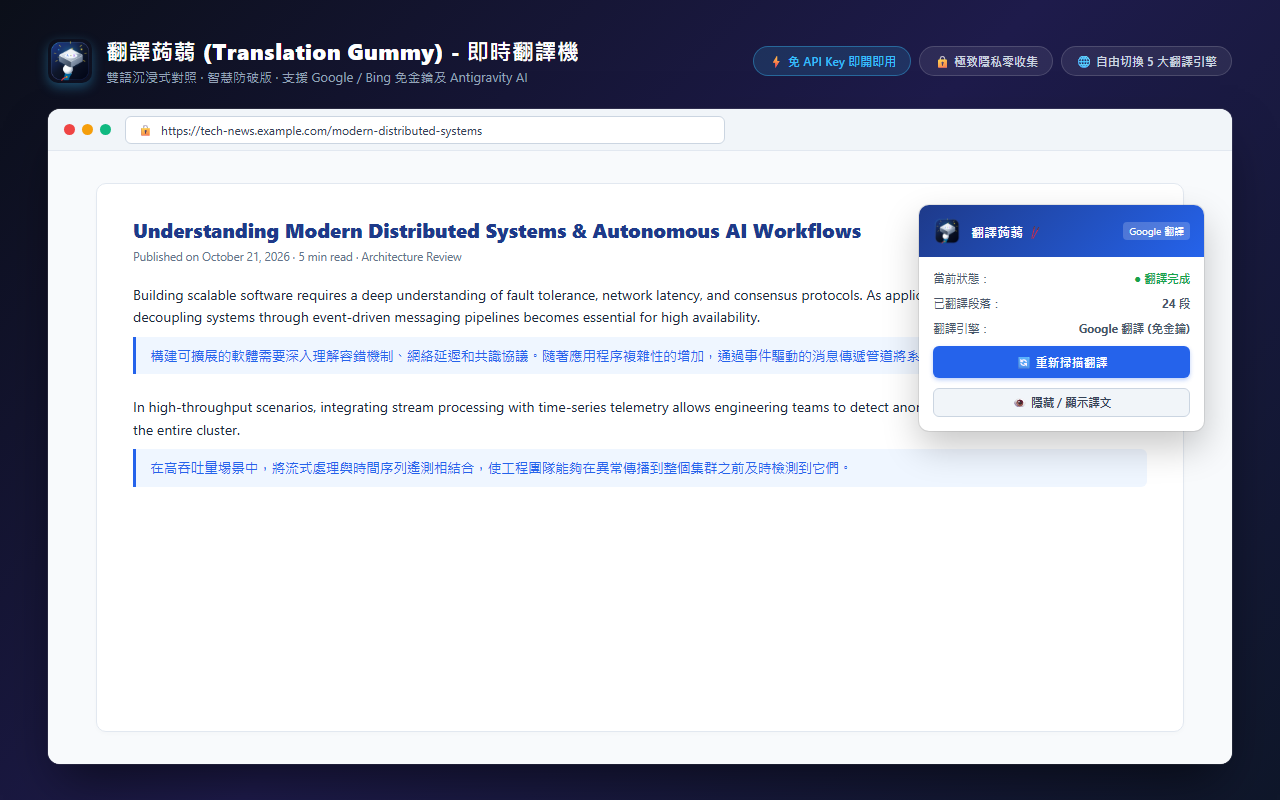 翻譯蒟蒻 (Translation Gummy) - 即時翻譯機
雙語沉浸式對照 · 智慧防破版 · 支援 Google / Bing 免金鑰及 Antigravity AI
免 API Key 即開即用
極致隱私零收集
自由切換 5 大翻譯引擎
https://tech-news.example.com/modern-distributed-systems
Understanding Modern Distributed Systems & Autonomous AI Workflows
Published on October 21, 2026 · 5 min read · Architecture Review
Building scalable software requires a deep understanding of fault tolerance, network latency, and consensus protocols. As applic
decoupling systems through event-driven messaging pipelines becomes essential for high availability.
構建可擴展的軟體需要深入理解容錯機制、網絡延遲和共識協議。隨著應用程序複雜性的增加，通過事件驅動的消息傳遞管道將系
In high-throughput scenarios, integrating stream processing with time-series telemetry allows engineering teams to detect anor
the entire cluster.
在高吞吐量場景中，將流式處理與時間序列遙測相結合，使工程團隊能夠在異常傳播到整個集群之前及時檢測到它們。
翻譯蒟蒻
Google 翻譯
當前狀態：
● 翻譯完成
已翻譯段落：
24 段
翻譯引擎：
Google 翻譯 (免金鑰)
重新掃描翻譯
隱藏 / 顯示譯文